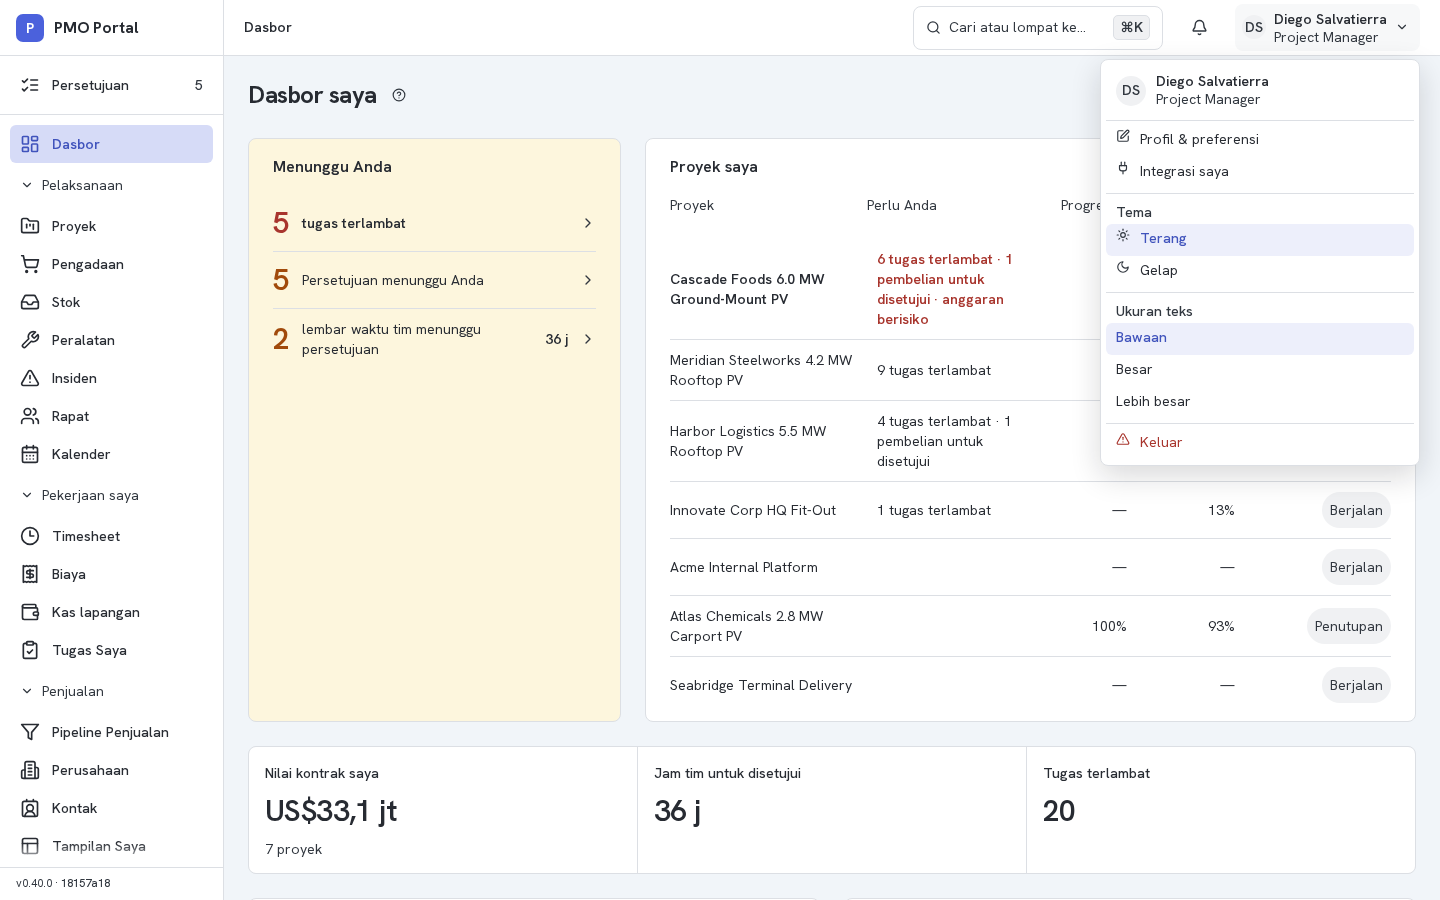 P
PMO Portal
Dasbor
Cari atau lompat ke...
⌘K
DS
Diego Salvatierra
Project Manager
Persetujuan
5
Dasbor
Pelaksanaan
Proyek
Pengadaan
Stok
Peralatan
Insiden
Rapat
Kalender
Pekerjaan saya
Timesheet
Biaya
Kas lapangan
Tugas Saya
Penjualan
Pipeline Penjualan
Perusahaan
Kontak
Tampilan Saya
v0.40.0 · 18157a18
Dasbor saya
Menunggu Anda
5
tugas terlambat
5
Persetujuan menunggu Anda
2
lembar waktu tim menunggu
persetujuan
36 j
Proyek saya
Proyek
Perlu Anda
Cascade Foods 6.0 MW
Ground-Mount PV
6 tugas terlambat · 1
pembelian untuk
disetujui · anggaran
berisiko
Meridian Steelworks 4.2 MW
Rooftop PV
9 tugas terlambat
Harbor Logistics 5.5 MW
Rooftop PV
4 tugas terlambat · 1
pembelian untuk
disetujui
Innovate Corp HQ Fit-Out
1 tugas terlambat
—
13%
Berjalan
Acme Internal Platform
—
—
Berjalan
Atlas Chemicals 2.8 MW
Carport PV
100%
93%
Penutupan
Seabridge Terminal Delivery
—
—
Berjalan
DS
Diego Salvatierra
Project Manager
Profil & preferensi
Integrasi saya
Tema
Terang
Gelap
Ukuran teks
Bawaan
Besar
Lebih besar
Keluar
Nilai kontrak saya
US$33,1 jt
7 proyek
Jam tim untuk disetujui
36 j
Tugas terlambat
20